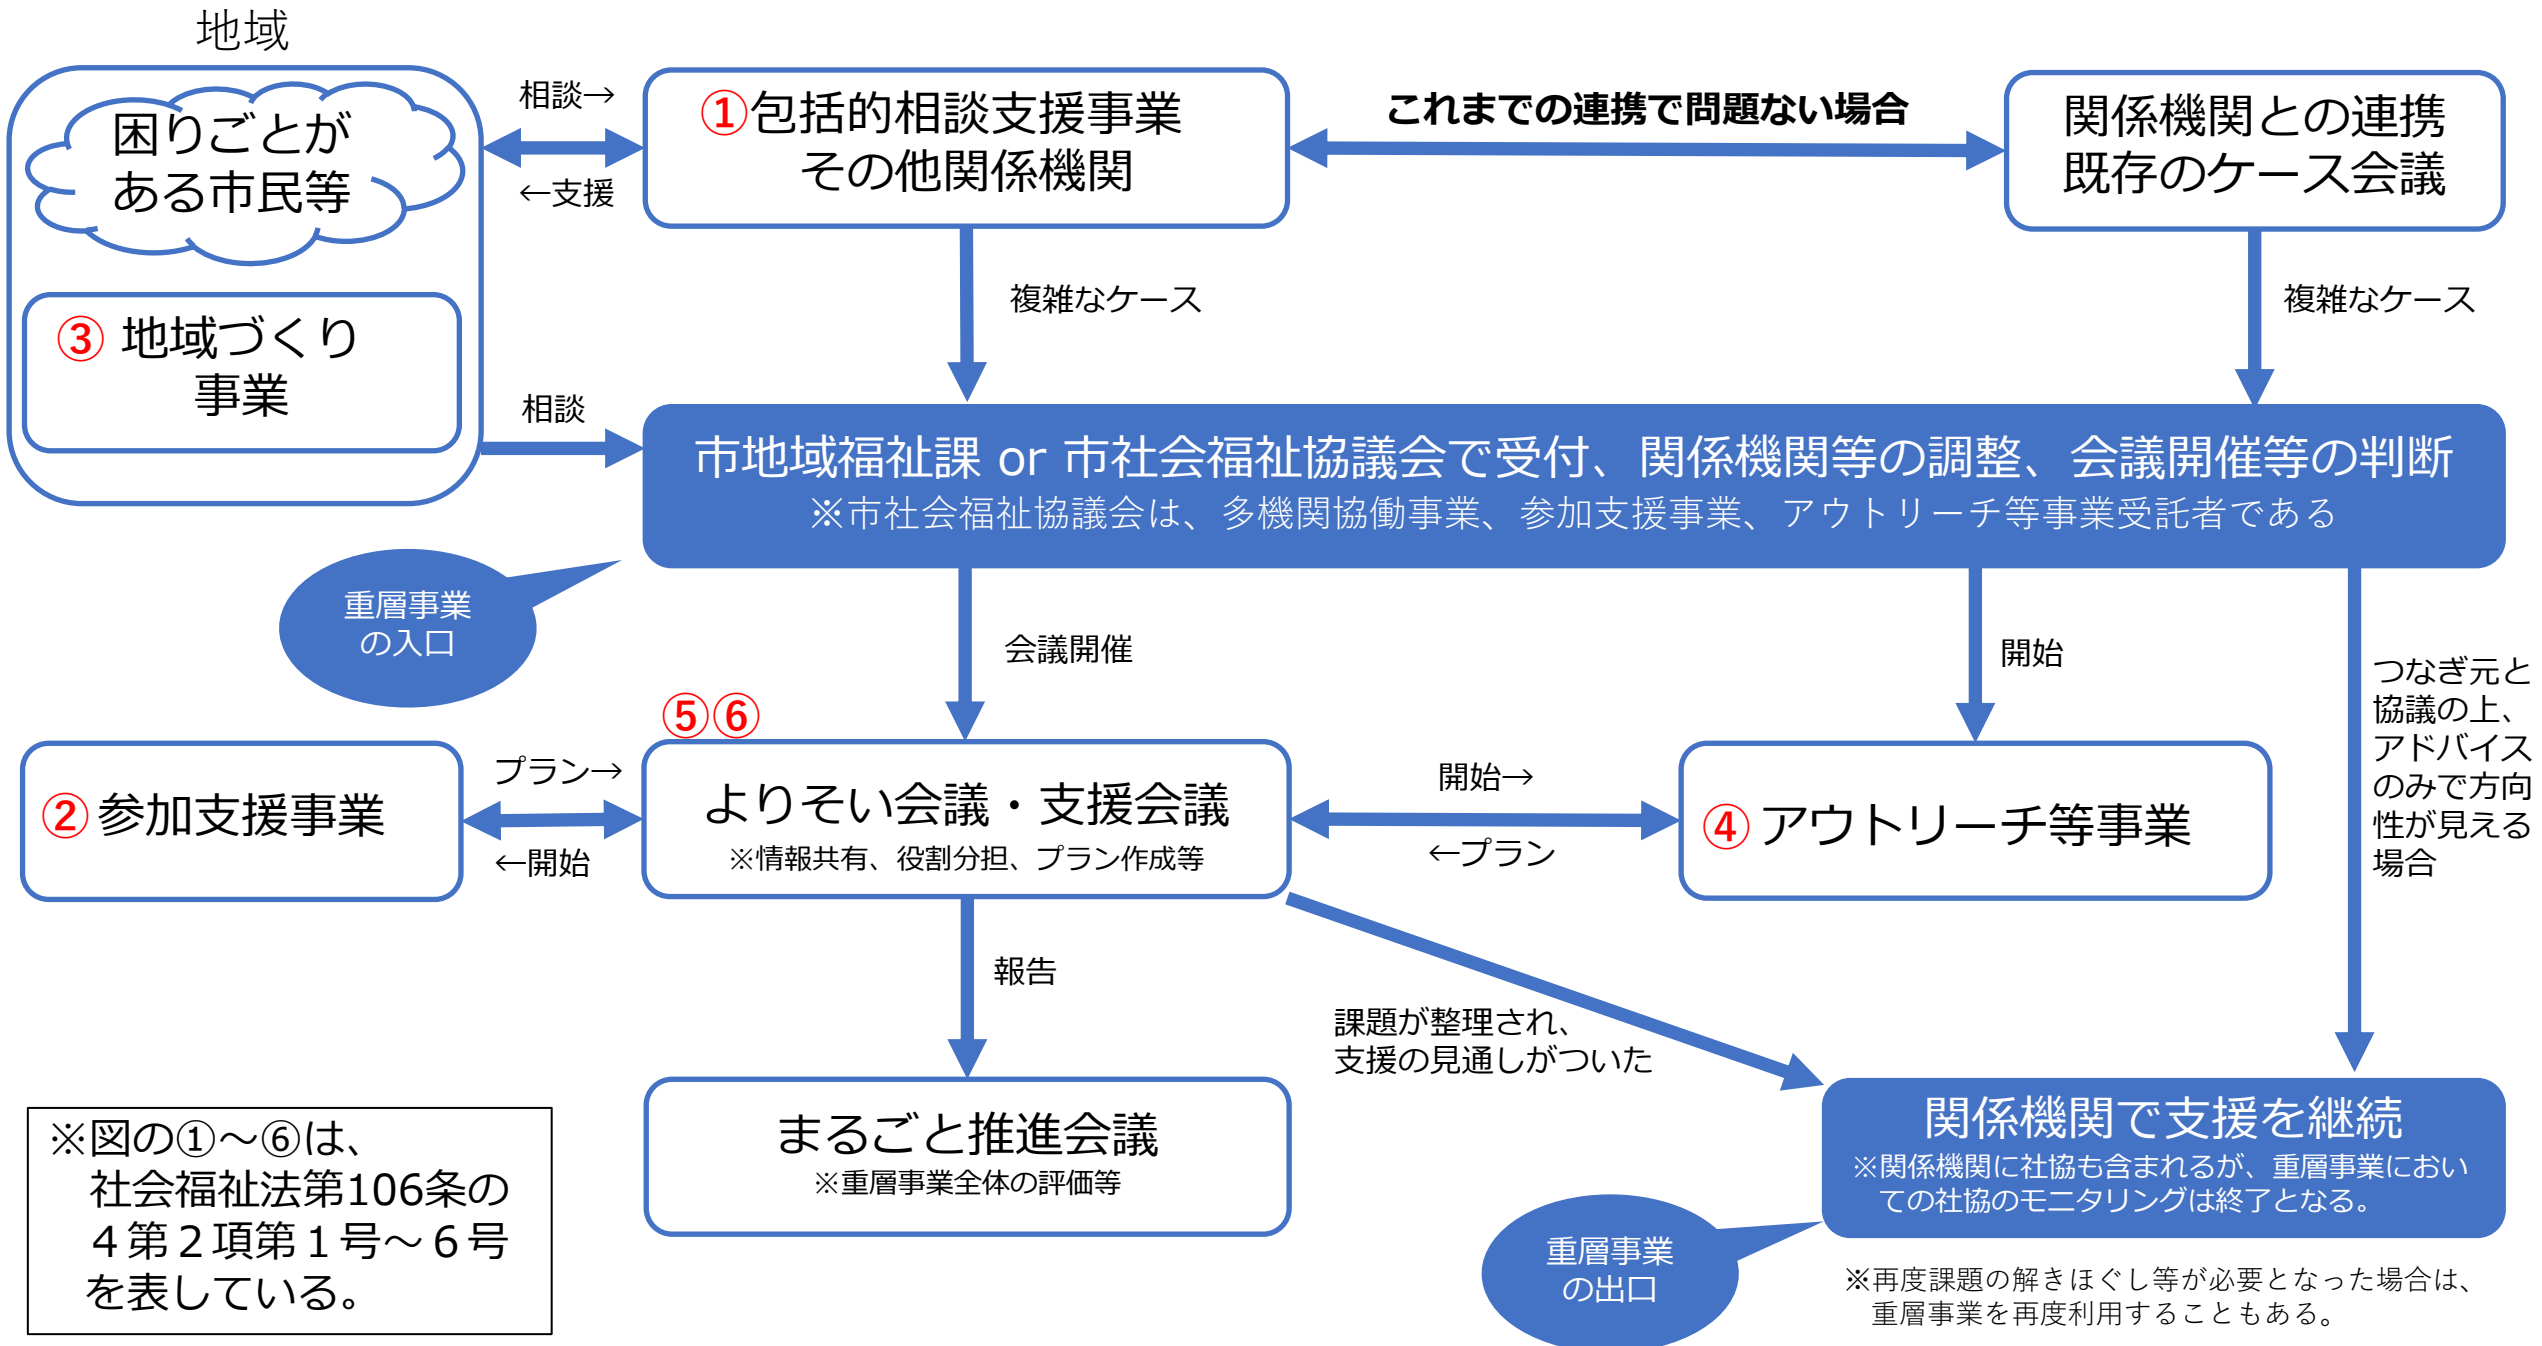 地域
困りごとが
ある市民等
③ 地域づくり
事業
相談→
←支援
①包括的相談支援事業
その他関係機関
これまでの連携で問題ない場合
関係機関との連携
既存のケース会議
複雑なケース
複雑なケース
相談
市地域福祉課 or 市社会福祉協議会で受付、関係機関等の調整、会議開催等の判断
※市社会福祉協議会は、多機関協働事業、参加支援事業、アウトリーチ等事業受託者である
重層事業
の入口
会議開催
開始
つなぎ元と
協議の上、
アドバイス
のみで方向
性が見える
場合
⑤⑥
② 参加支援事業
プラン→
←開始
よりそい会議・支援会議
※情報共有、役割分担、プラン作成等
開始→
←プラン
④ アウトリーチ等事業
報告
課題が整理され、
支援の見通しがついた
まるごと推進会議
※重層事業全体の評価等
関係機関で支援を継続
※関係機関に社協も含まれるが、重層事業におい
ての社協のモニタリングは終了となる。
重層事業
の出口
※再度課題の解きほぐし等が必要となった場合は、
重層事業を再度利用することもある。
※図の①～⑥は、
社会福祉法第106条の
４第２項第１号～６号
を表している。